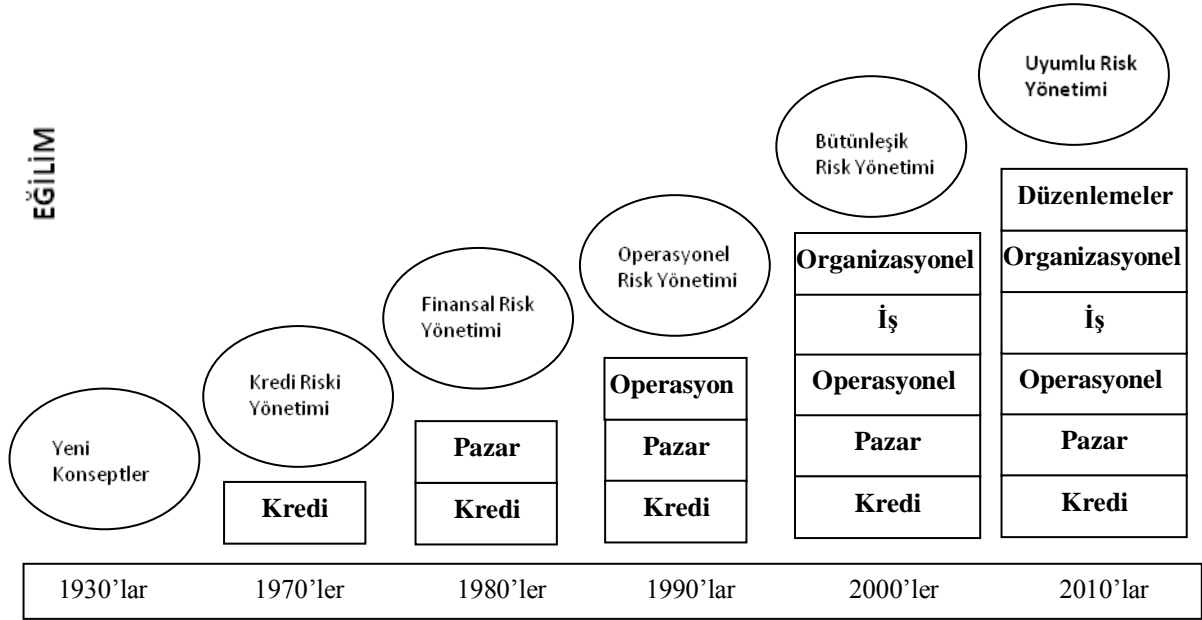 EĞİLİM
Yeni
Konseptler
Kredi Riski
Yönetimi
Kredi
Finansal Risk
Yönetimi
Pazar
Kredi
Operasyonel
Risk Yönetimi
Operasyon
Pazar
Kredi
Bütünleşik
Risk Yönetimi
Organizasyonel
İş
Operasyonel
Pazar
Kredi
Uyumlu Risk
Yönetimi
Düzenlemeler
Organizasyonel
İş
Operasyonel
Pazar
Kredi
1930’lar 1970’ler 1980’ler 1990’lar 2000’ler 2010’lar